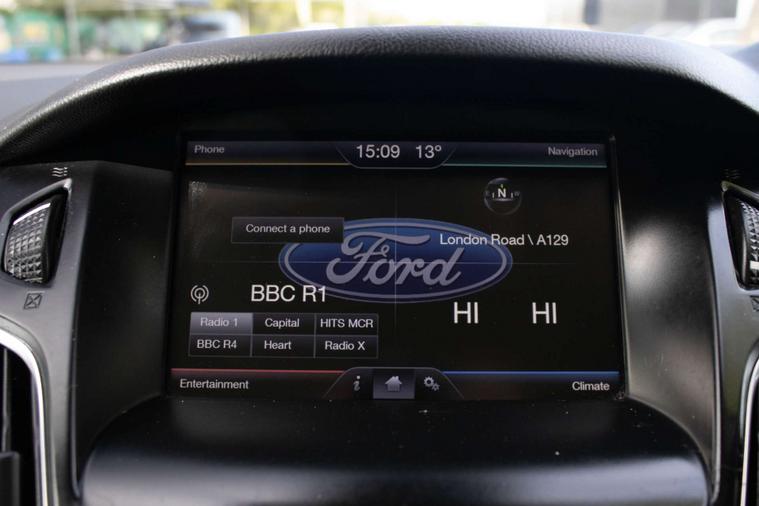 Phone
15:09 13°
Navigation
N
Connect a phone
London Road \ A129
Ford
BBC R1
HI HI
Radio 1 Capital HITS MCR
BBC R4 Heart Radio X
Entertainment
i
Climate